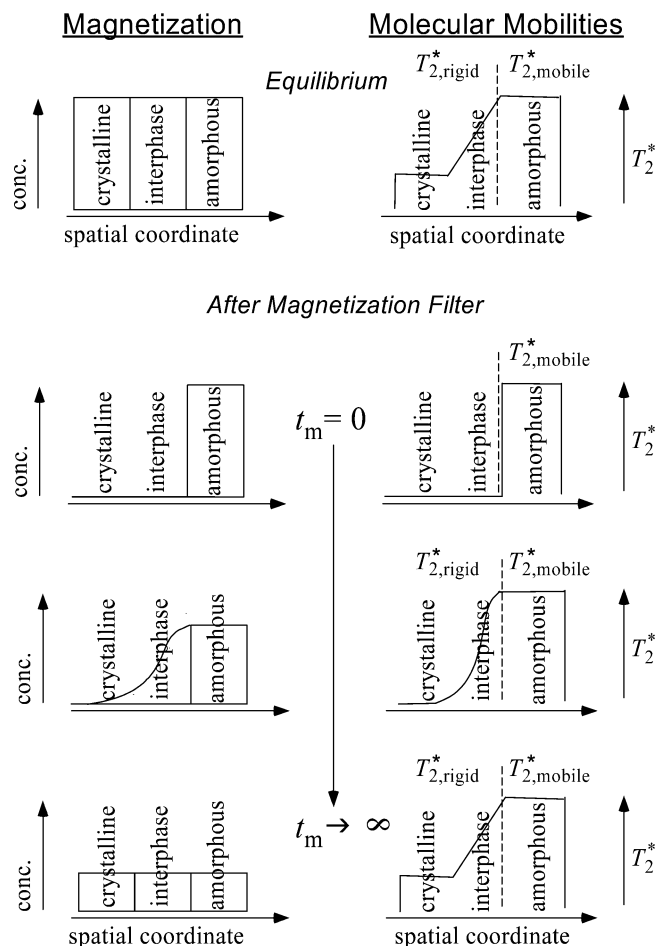 Magnetization
Molecular Mobilities
Equilibrium
T*2,rigid
T*2,mobile
conc.
crystalline
interphase
amorphous
crystalline
interphase
amorphous
T*2
spatial coordinate
spatial coordinate
After Magnetization Filter
T*2,mobile
conc.
crystalline
interphase
amorphous
tm = 0
crystalline
interphase
amorphous
T*2
T*2,rigid
T*2,mobile
conc.
crystalline
interphase
amorphous
crystalline
interphase
amorphous
T*2
T*2,rigid
T*2,mobile
conc.
crystalline
interphase
amorphous
tm → ∞
crystalline
interphase
amorphous
T*2
spatial coordinate
spatial coordinate